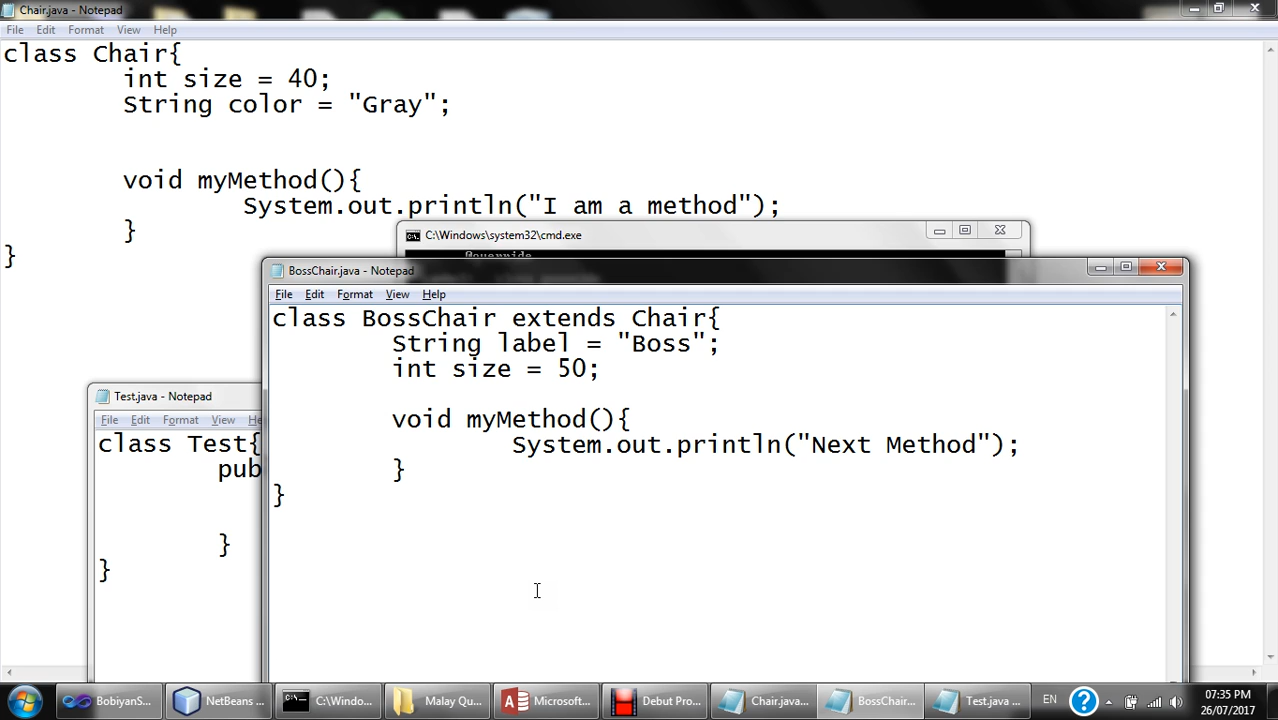 Chair.java - Notepad
File Edit Format View Help
class Chair{
int size = 40;
String color = "Gray";
void myMethod(){
System.out.println("I am a method");
}
}
C:\Windows\system32\cmd.exe
@override
BossChair.java - Notepad
File Edit Format View Help
class BossChair extends Chair{
String label = "Boss";
int size = 50;
void myMethod(){
System.out.println("Next Method");
}
}
Test.java - Notepad
File Edit Format View He
class Test{
pub
}
}
BobiyanS...
NetBeans ...
C:\Windo...
Malay Qu...
Microsoft...
Debut Pro...
Chair.java...
BossChair...
Test.java ...
EN
07:35 PM
26/07/2017